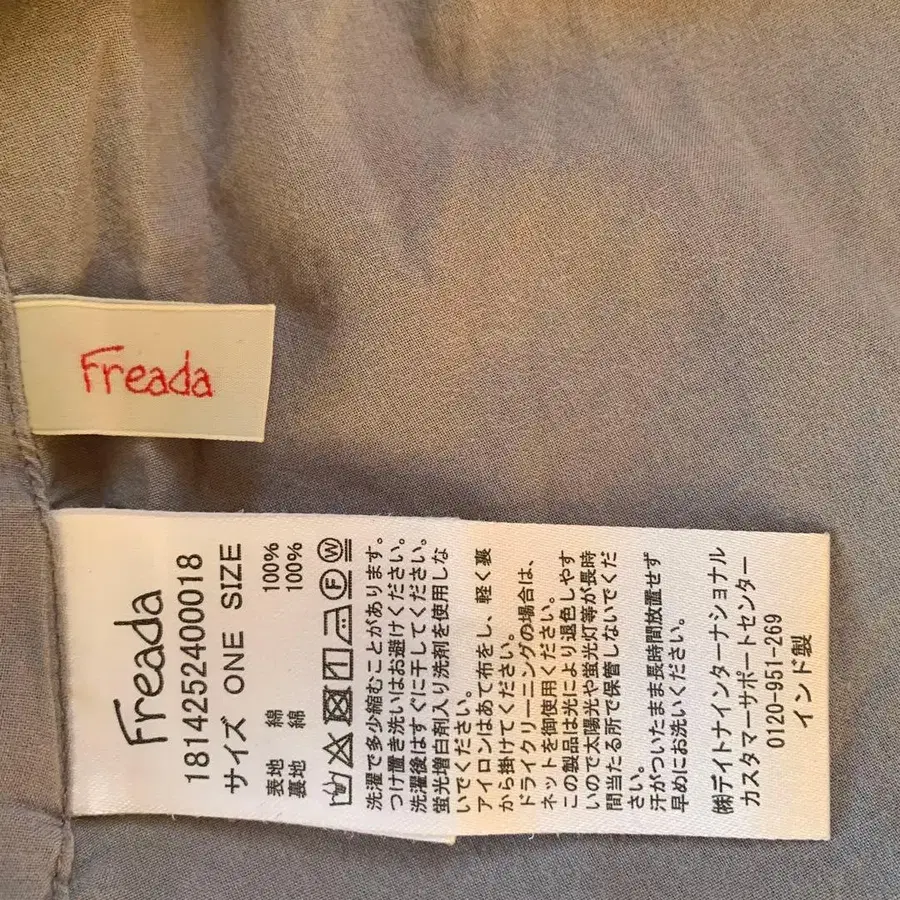 Freada
Freada
181425240018
サイズ ONE SIZE
表地 綿 100%
裏地 綿 100%
洗濯で多少縮むことがあります。
つけ置き洗いはお避けください。
洗濯後はすぐに干してください。
蛍光増白剤入り洗剤を使用しな
いでください。
アイロンはあて布をし、軽く裏
から掛けてください。
ドライクリーニングの場合は、
ネットを御使用ください。
この製品は光により退色しやす
いので太陽光や蛍光灯等が長時
間当たる所で保管しないでくだ
さい。
汗がついたまま長時間放置せず
早めにお洗いください。
㈱デイトナインターナショナル
カスタマーサポートセンター
0120-951-269
インド製